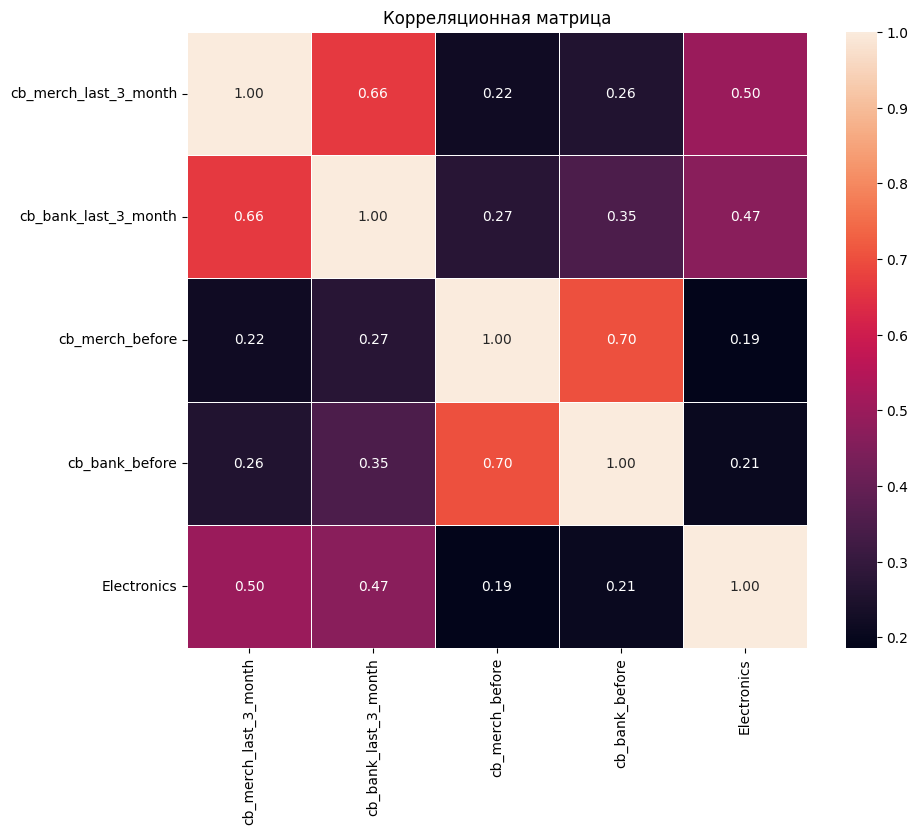 Корреляционная матрица
cb_merch_last_3_month 1.00 0.66 0.22 0.26 0.50
cb_bank_last_3_month 0.66 1.00 0.27 0.35 0.47
cb_merch_before 0.22 0.27 1.00 0.70 0.19
cb_bank_before 0.26 0.35 0.70 1.00 0.21
Electronics 0.50 0.47 0.19 0.21 1.00
cb_merch_last_3_month
cb_bank_last_3_month
cb_merch_before
cb_bank_before
Electronics
1.0
0.9
0.8
0.7
0.6
0.5
0.4
0.3
0.2